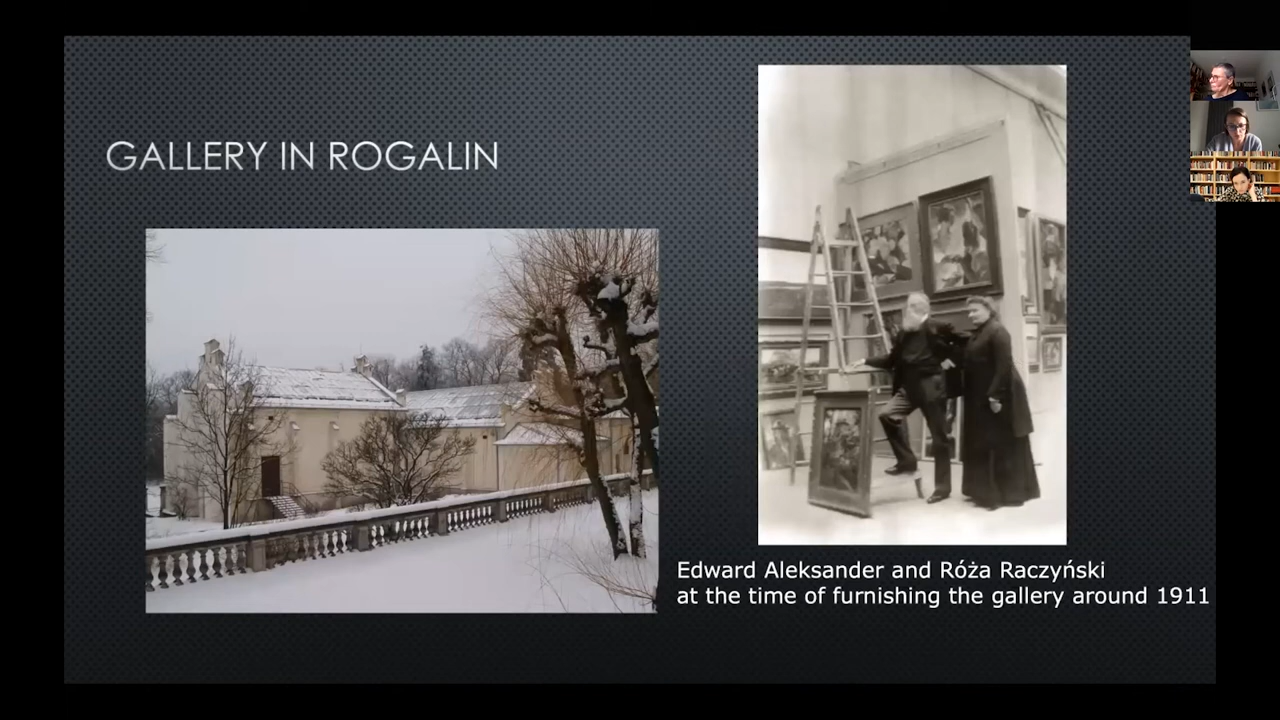 GALLERY IN ROGALIN
Edward Aleksander and Róża Raczyński
at the time of furnishing the gallery around 1911